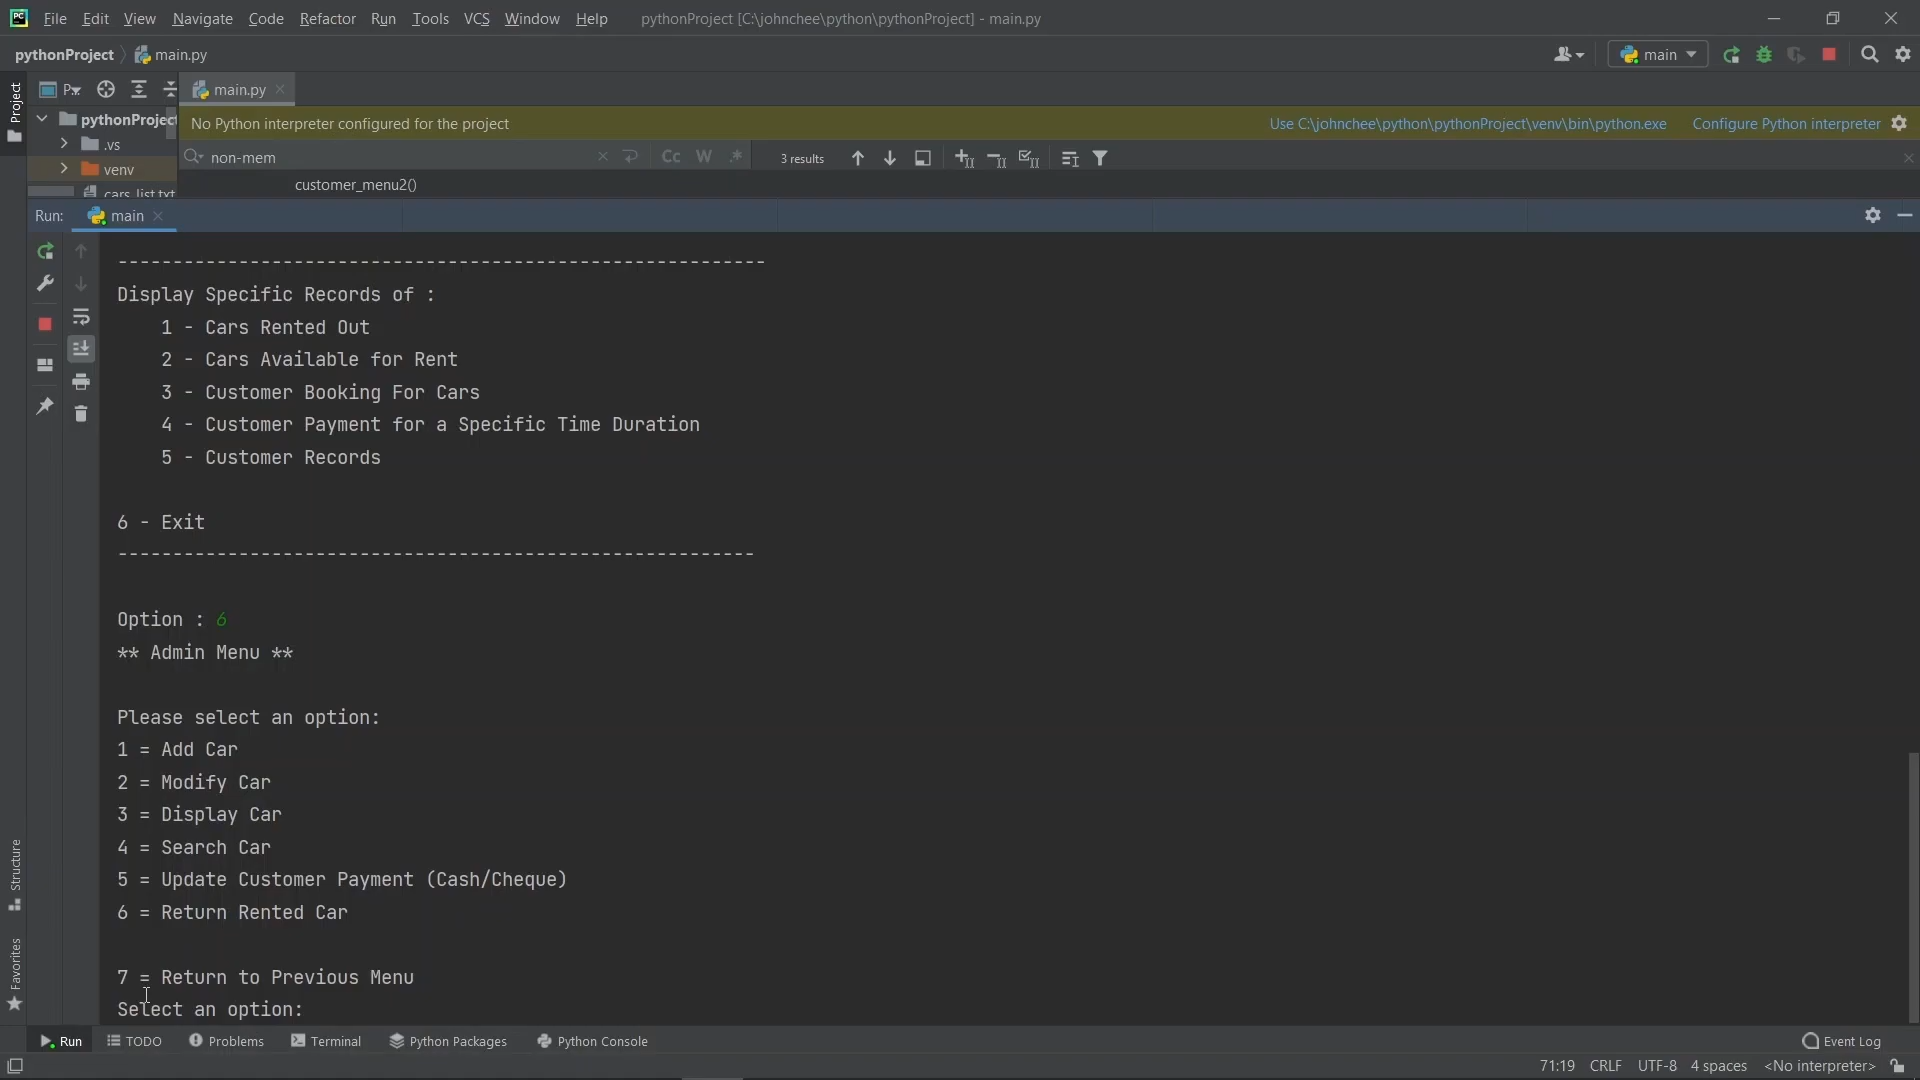 File Edit View Navigate Code Refactor Run Tools VCS Window Help pythonProject [C:\johnchee\python\pythonProject] - main.py
pythonProject main.py main
Project
P main.py
pythonProject No Python interpreter configured for the project Use C:\johnchee\python\pythonProject\venv\bin\python.exe Configure Python interpreter
.vs
non-mem Cc W .* 3 results
venv
customer_menu2()
cars_list.txt
Run: main
-----------------------------------------------------------
Display Specific Records of :
1 - Cars Rented Out
2 - Cars Available for Rent
3 - Customer Booking For Cars
4 - Customer Payment for a Specific Time Duration
5 - Customer Records
6 - Exit
----------------------------------------------------------
Option : 6
** Admin Menu **
Please select an option:
1 = Add Car
2 = Modify Car
3 = Display Car
4 = Search Car
5 = Update Customer Payment (Cash/Cheque)
6 = Return Rented Car
7 = Return to Previous Menu
Select an option:
Structure
Favorites
Run TODO Problems Terminal Python Packages Python Console Event Log
71:19 CRLF UTF-8 4 spaces <No interpreter>